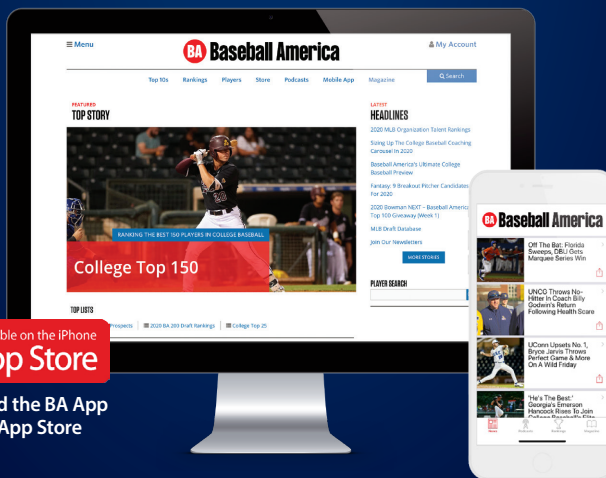 Menu
BA Baseball America
My Account
Top 10s Rankings Players Store Podcasts Mobile App Magazine
Search
FEATURED
TOP STORY
RANKING THE BEST 150 PLAYERS IN COLLEGE BASEBALL
College Top 150
TOP LISTS
Prospects 2020 BA 200 Draft Rankings College Top 25
LATEST
HEADLINES
2020 MLB Organization Talent Rankings
Sizing Up The College Baseball Coaching
Carousel In 2020
Baseball America's Ultimate College
Baseball Preview
Fantasy: 9 Breakout Pitcher Candidates
For 2020
2020 Bowman NEXT – Baseball America
Top 100 Giveaway (Week 1)
MLB Draft Database
Join Our Newsletters
MORE STORIES
PLAYER SEARCH
BA Baseball America
Off The Bat: Florida
Sweeps, DBU Gets
Marquee Series Win
UNCG Throws No-
Hitter In Coach Billy
Godwin's Return
Following Health Scare
UConn Upsets No. 1,
Bryce Jarvis Throws
Perfect Game & More
On A Wild Friday
'He's The Best:'
Georgia's Emerson
Hancock Rises To Join
News Podcasts Rankings Magazine
ble on the iPhone
pp Store
d the BA App
App Store